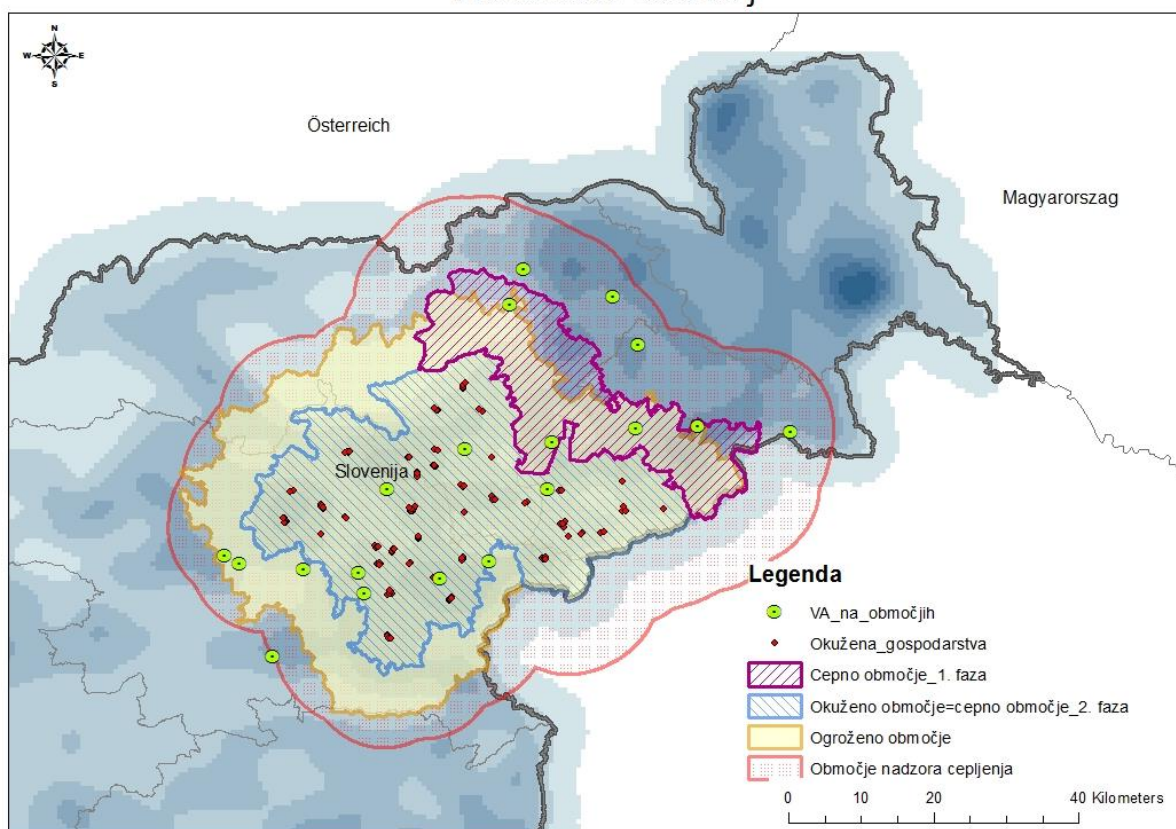 N
W E
S
Österreich
Magyarország
Slovenija
Legenda
VA_na_območjih
Okužena_gospodarstva
Cepno območje_1. faza
Okuženo območje=cepno območje_2. faza
Ogroženo območje
Območje nadzora cepljenja
0 10 20 40 Kilometers